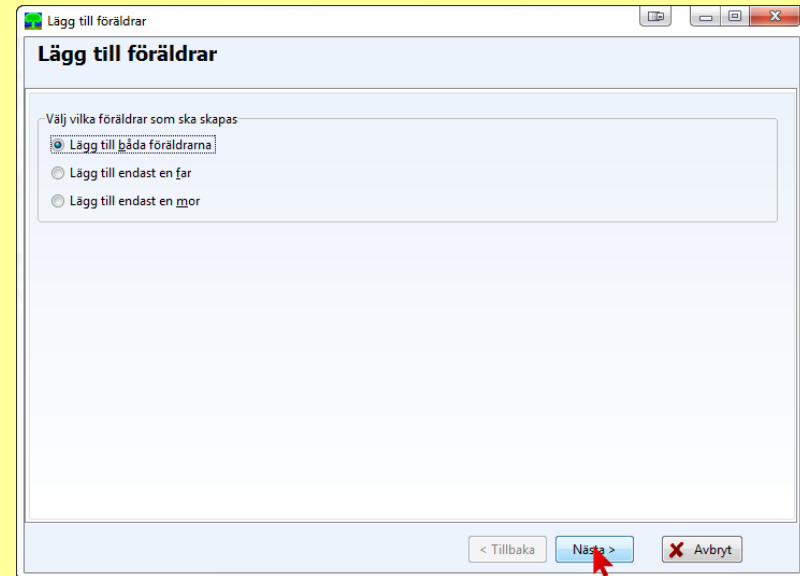 Lägg till föräldrar
Lägg till föräldrar
Välj vilka föräldrar som ska skapas
Lägg till båda föräldrarna
Lägg till endast en far
Lägg till endast en mor
< Tillbaka
Nästa >
Avbryt